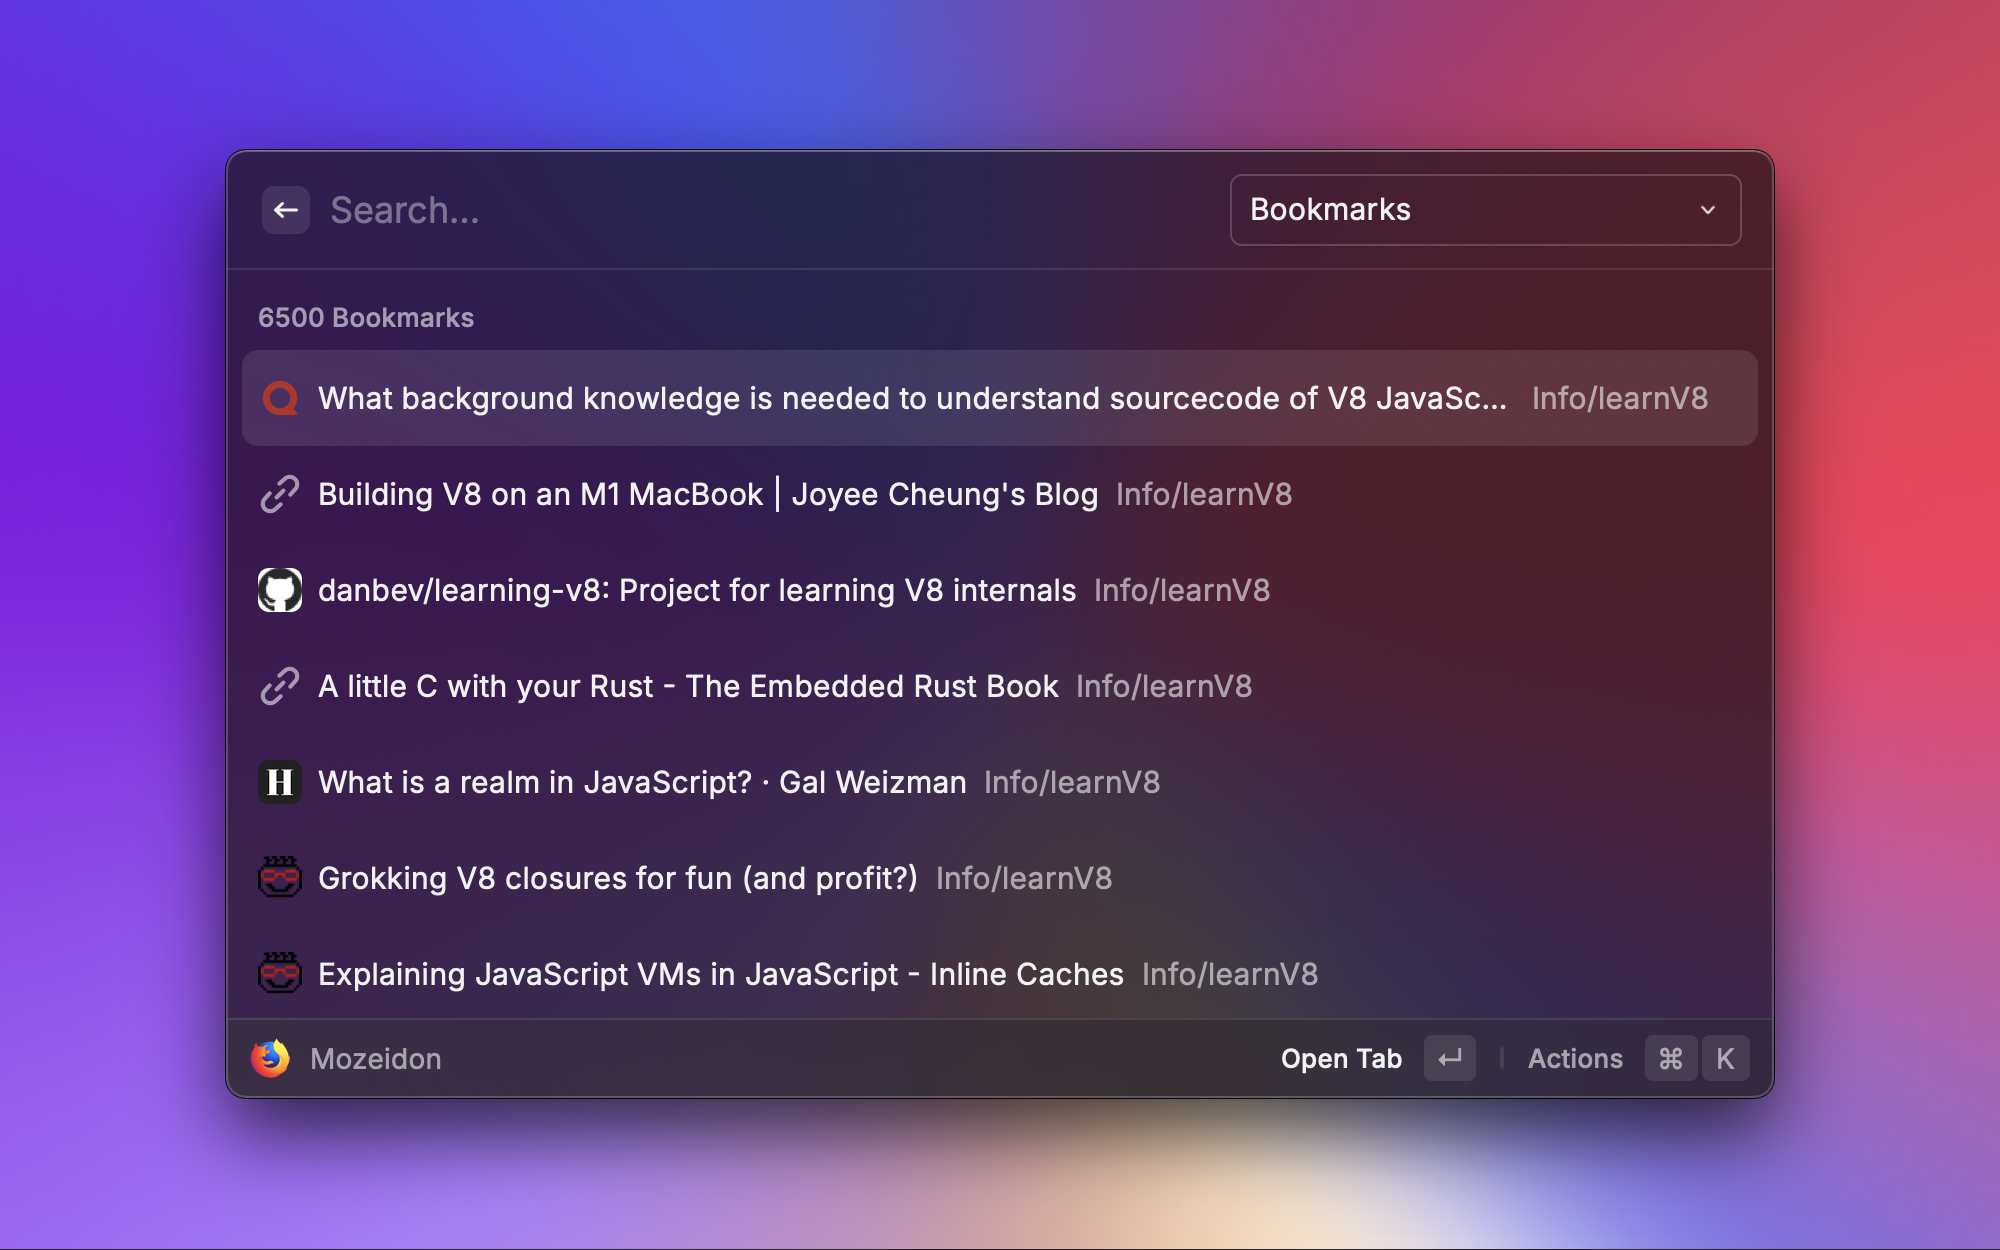 Search...
Bookmarks
6500 Bookmarks
What background knowledge is needed to understand sourcecode of V8 JavaSc... Info/learnV8
Building V8 on an M1 MacBook | Joyee Cheung's Blog Info/learnV8
danbev/learning-v8: Project for learning V8 internals Info/learnV8
A little C with your Rust - The Embedded Rust Book Info/learnV8
H What is a realm in JavaScript? · Gal Weizman Info/learnV8
Grokking V8 closures for fun (and profit?) Info/learnV8
Explaining JavaScript VMs in JavaScript - Inline Caches Info/learnV8
Mozeidon
Open Tab ↵ | Actions ⌘ K